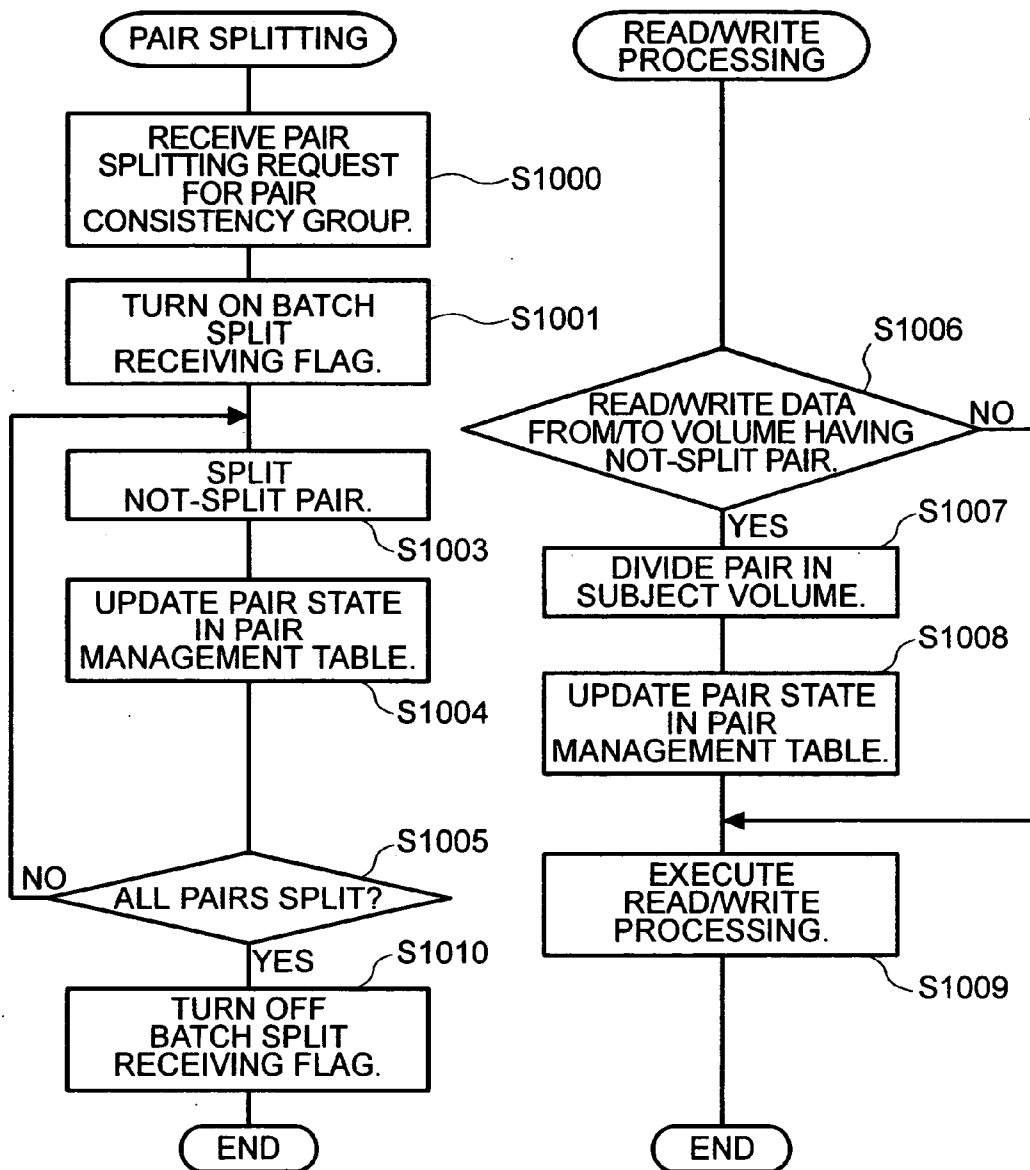 PAIR SPLITTING
RECEIVE PAIR
SPLITTING REQUEST
FOR PAIR
CONSISTENCY GROUP.
S1000
TURN ON BATCH
SPLIT
RECEIVING FLAG.
S1001
SPLIT
NOT-SPLIT PAIR.
S1003
UPDATE PAIR STATE
IN PAIR
MANAGEMENT TABLE.
S1004
S1005
NO
ALL PAIRS SPLIT?
YES
S1010
TURN OFF
BATCH SPLIT
RECEIVING FLAG.
END
READ/WRITE
PROCESSING
S1006
READ/WRITE DATA
FROM/TO VOLUME HAVING
NOT-SPLIT PAIR.
NO
YES
S1007
DIVIDE PAIR IN
SUBJECT VOLUME.
S1008
UPDATE PAIR STATE
IN PAIR
MANAGEMENT TABLE.
EXECUTE
READ/WRITE
PROCESSING.
S1009
END